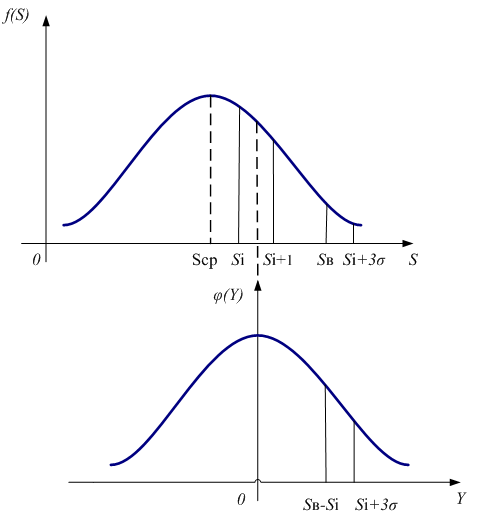 f(S)
0 Sср Si Si+1 Sв Si+3σ S
φ(Y)
0 Sв-Si Si+3σ Y